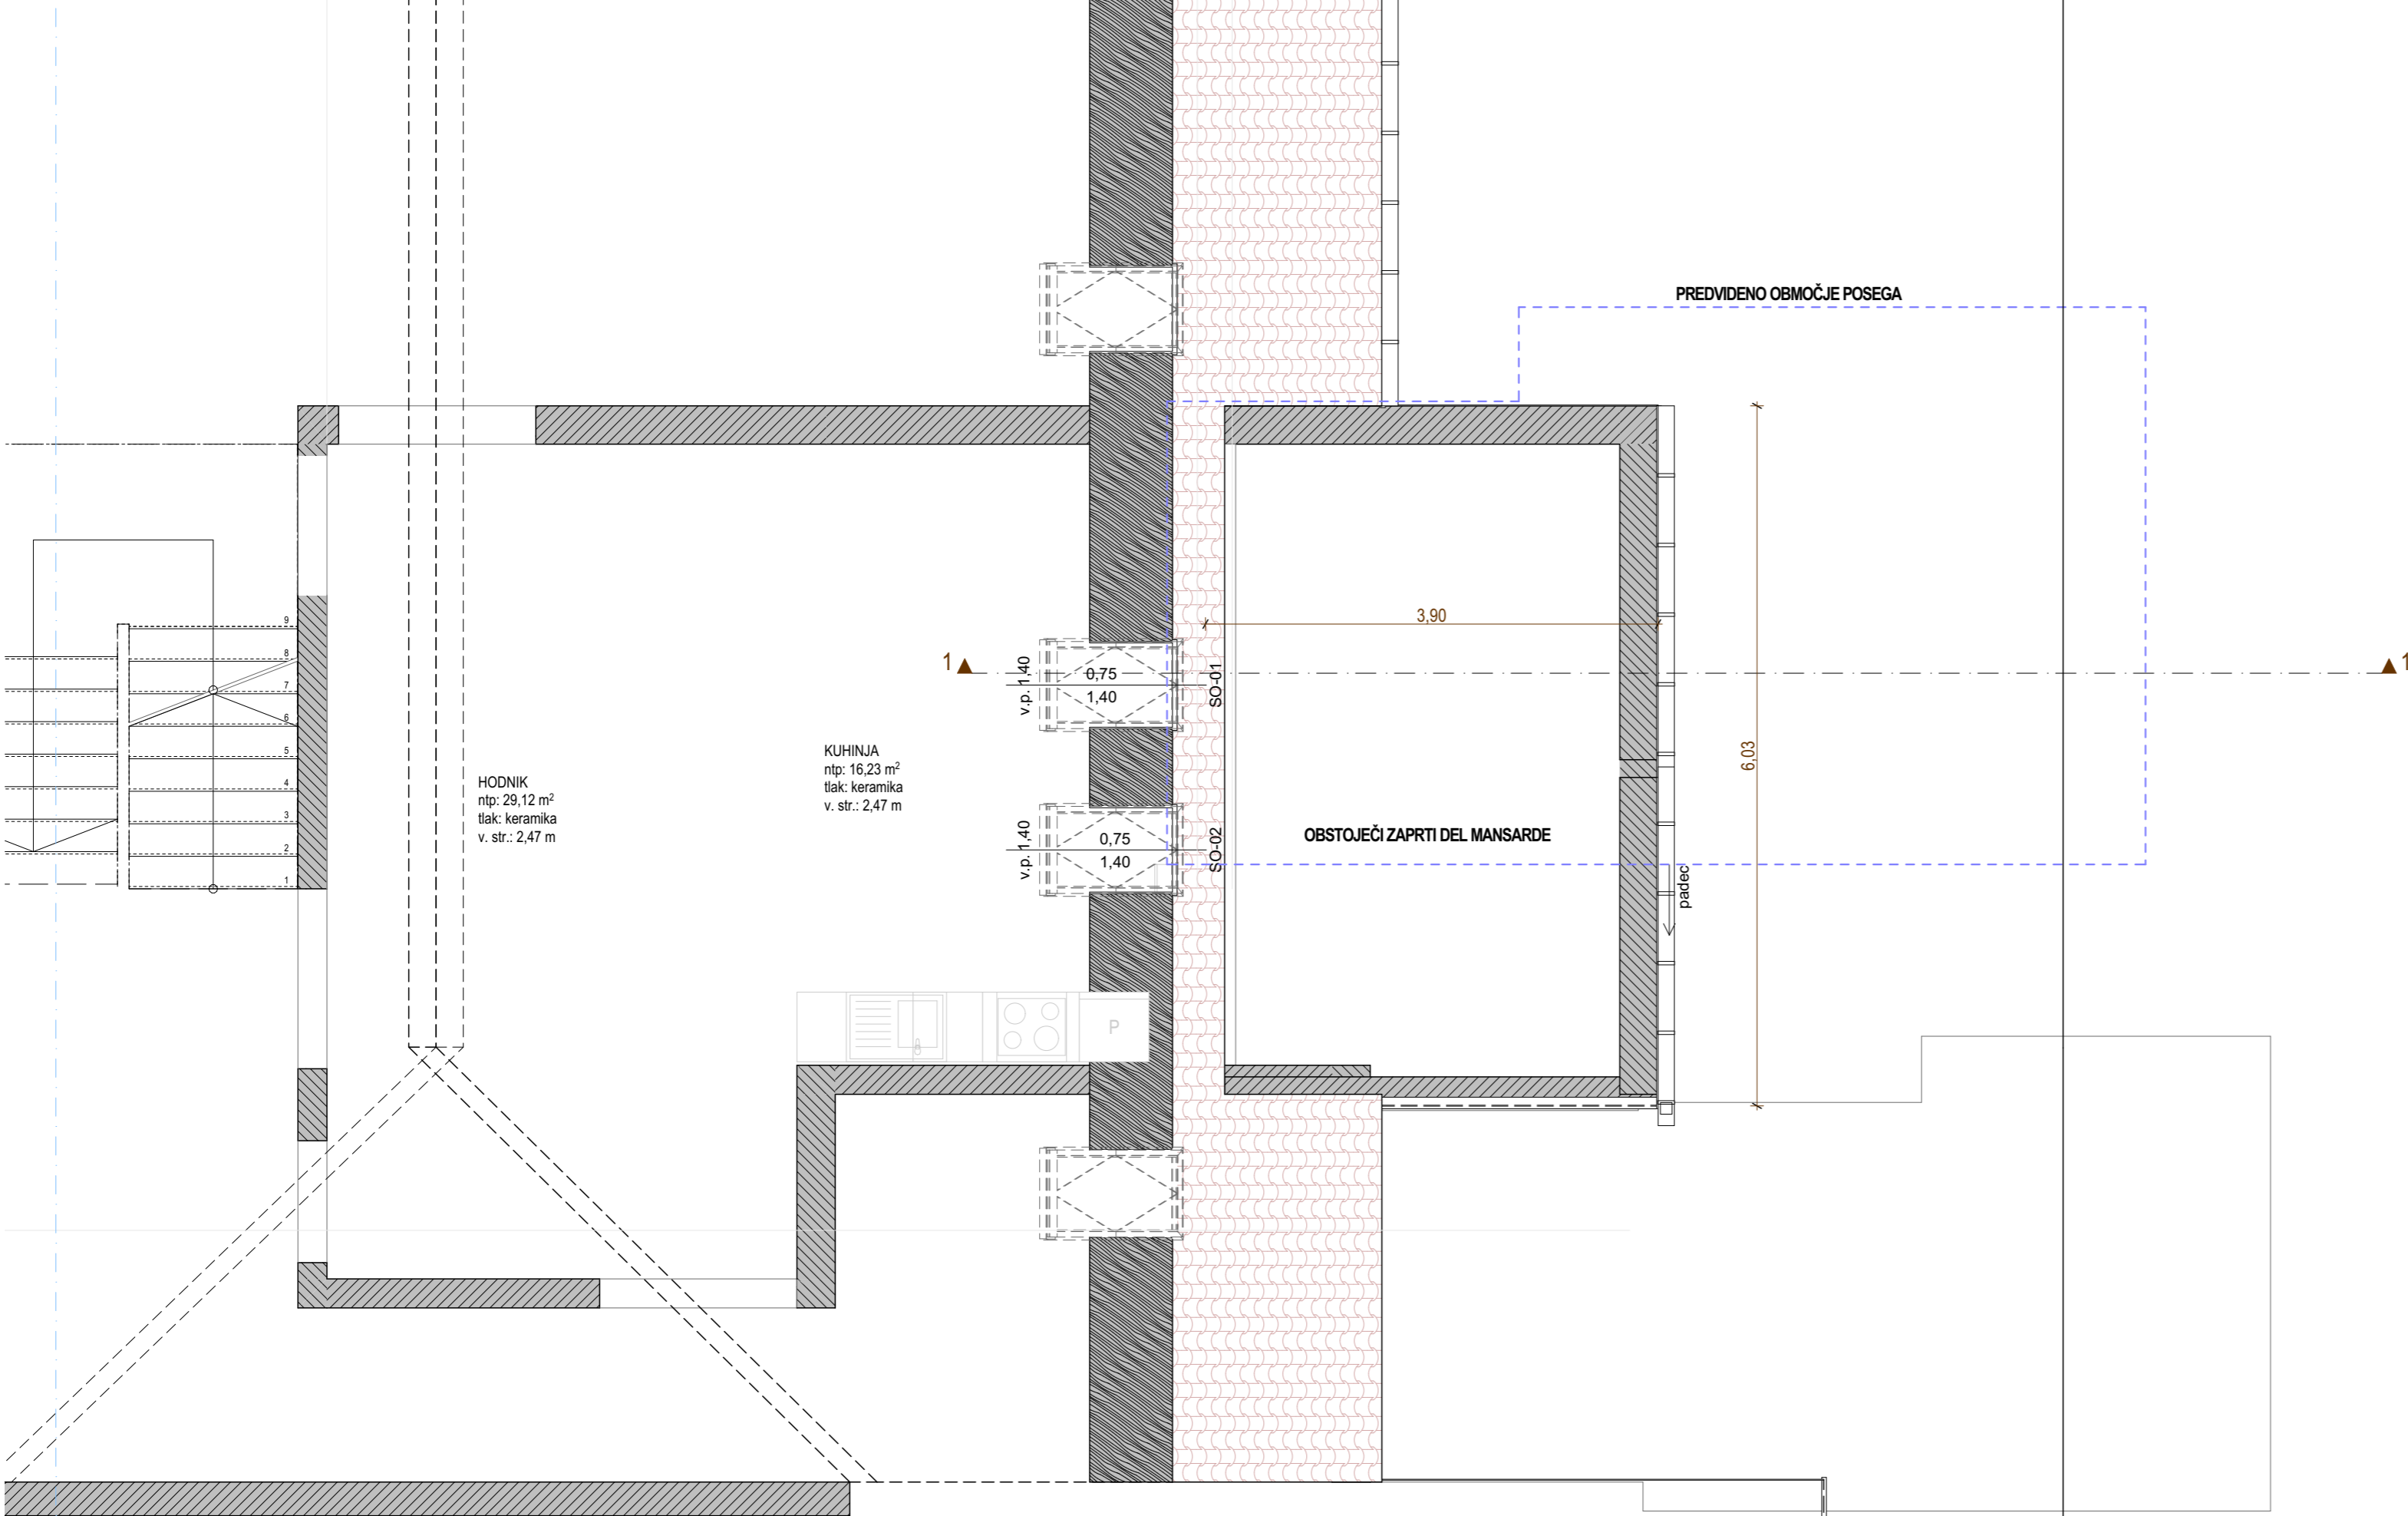 PREDVIDENO OBMOČJE POSEGA
9
8
7
6
5
4
3
2
1
HODNIK
ntp: 29,12 m²
tlak: keramika
v. str.: 2,47 m
KUHINJA
ntp: 16,23 m²
tlak: keramika
v. str.: 2,47 m
1
v.p. 1,40
0,75
1,40
SO-01
v.p. 1,40
0,75
1,40
SO-02
3,90
1
6,03
OBSTOJEČI ZAPRTI DEL MANSARDE
padec
P